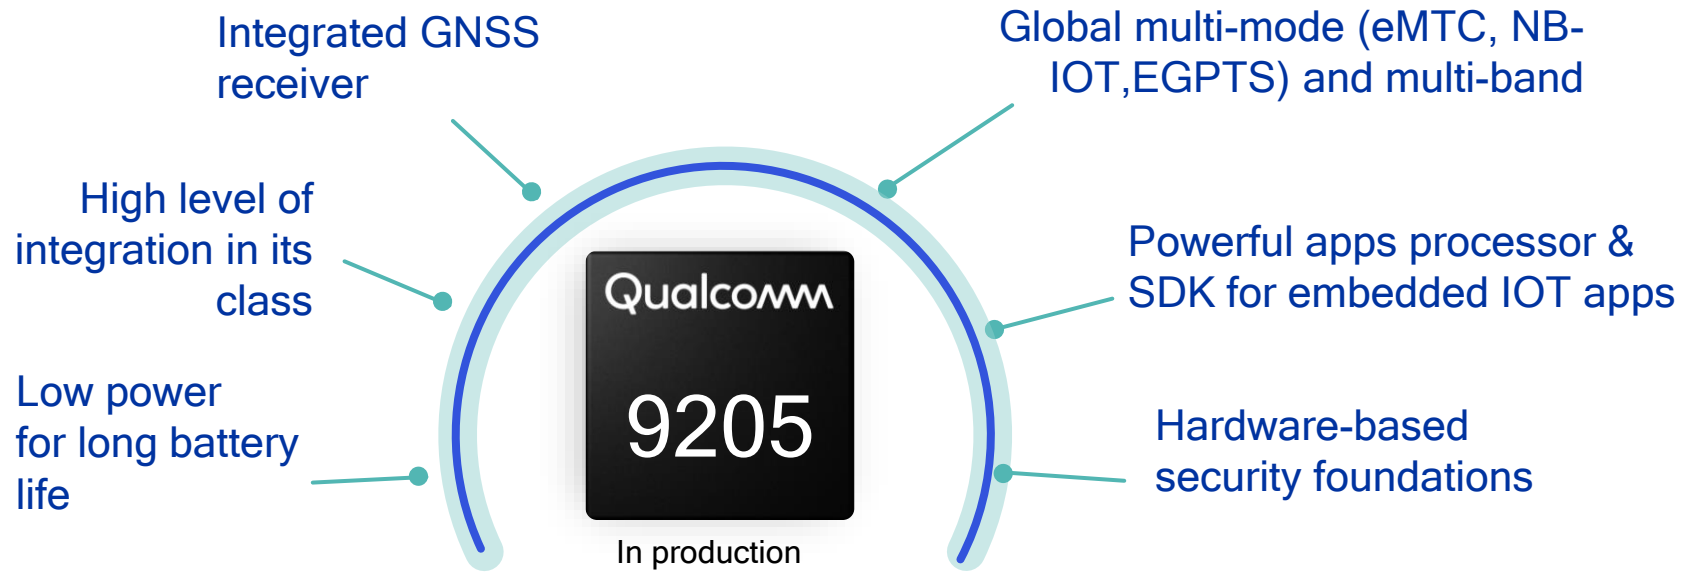 Integrated GNSS
receiver
Global multi-mode (eMTC, NB-
IOT,EGPTS) and multi-band
High level of
integration in its
class
Powerful apps processor &
SDK for embedded IOT apps
Low power
for long battery
life
Hardware-based
security foundations
Qualcomm
9205
In production